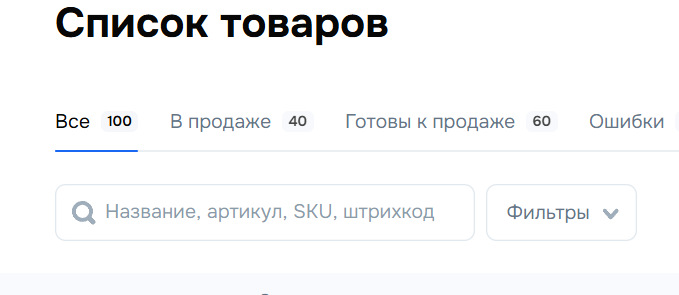 Список товаров
Все 100 В продаже 40 Готовы к продаже 60 Ошибки
Название, артикул, SKU, штрихкод Фильтры